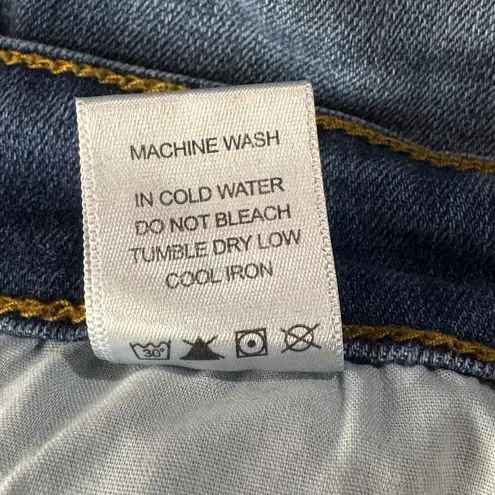 MACHINE WASH
IN COLD WATER
DO NOT BLEACH
TUMBLE DRY LOW
COOL IRON
30°